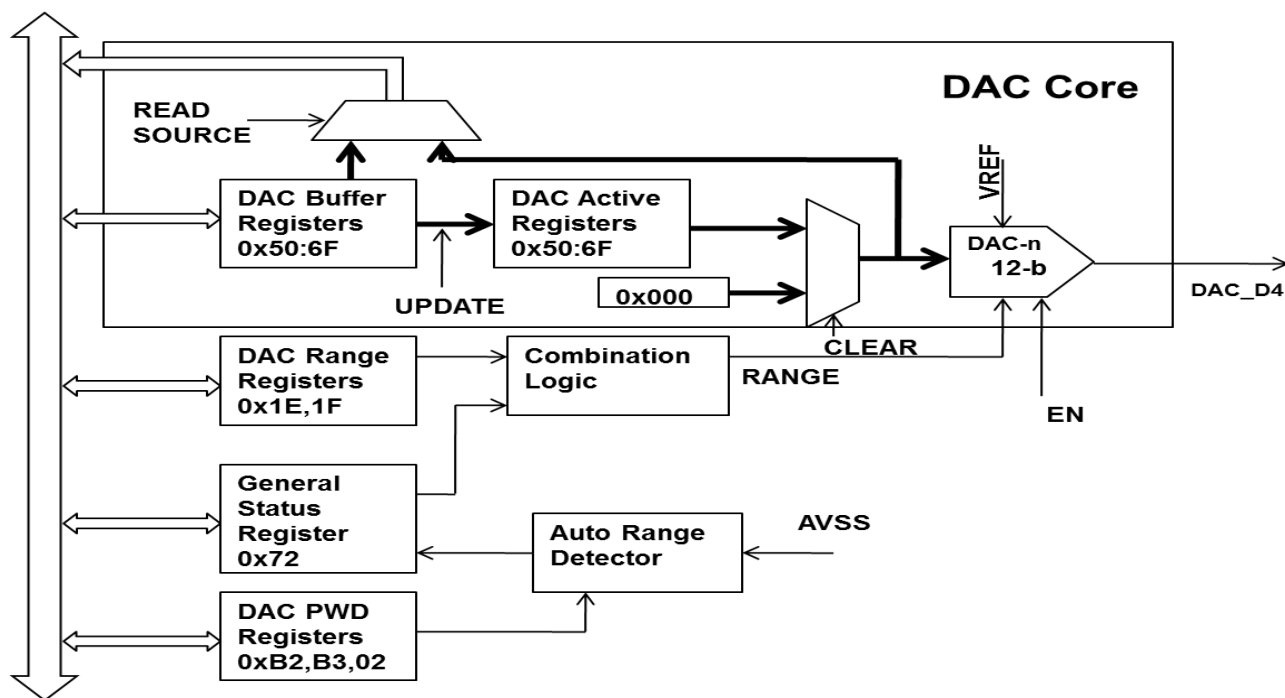 DAC Core
READ
SOURCE
VREF
DAC Buffer
Registers
0x50:6F
DAC Active
Registers
0x50:6F
DAC-n
12-b
DAC_D4
UPDATE
0x000
CLEAR
DAC Range
Registers
0x1E,1F
Combination
Logic
RANGE
EN
General
Status
Register
0x72
Auto Range
Detector
AVSS
DAC PWD
Registers
0xB2,B3,02